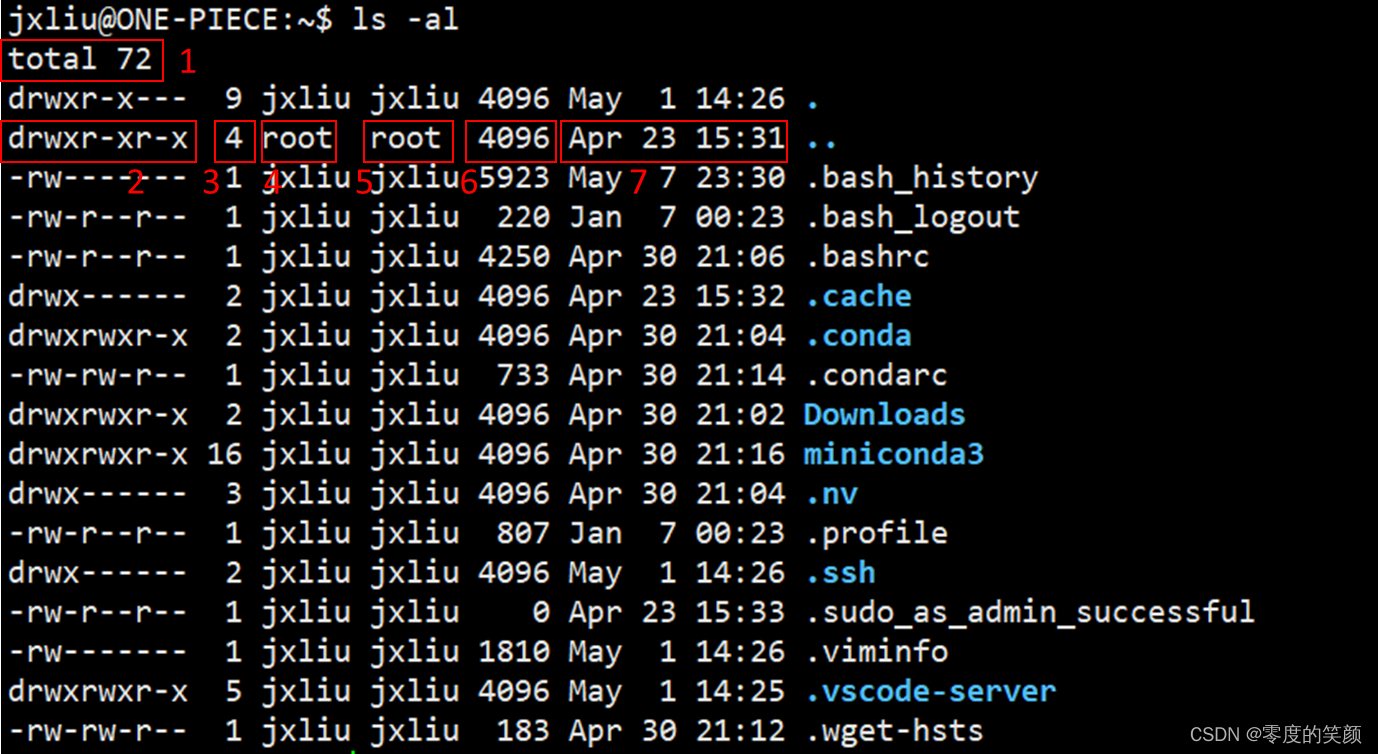 jxliu@ONE-PIECE:~$ ls -al
total 72 1
drwxr-x--- 9 jxliu jxliu 4096 May 1 14:26 .
drwxr-xr-x 4 root root 4096 Apr 23 15:31 ..
2 3 4 5 6 7
-rw------- 1 jxliu jxliu 5923 May 7 23:30 .bash_history
-rw-r--r-- 1 jxliu jxliu 220 Jan 7 00:23 .bash_logout
-rw-r--r-- 1 jxliu jxliu 4250 Apr 30 21:06 .bashrc
drwx------ 2 jxliu jxliu 4096 Apr 23 15:32 .cache
drwxrwxr-x 2 jxliu jxliu 4096 Apr 30 21:04 .conda
-rw-rw-r-- 1 jxliu jxliu 733 Apr 30 21:14 .condarc
drwxrwxr-x 2 jxliu jxliu 4096 Apr 30 21:02 Downloads
drwxrwxr-x 16 jxliu jxliu 4096 Apr 30 21:16 miniconda3
drwx------ 3 jxliu jxliu 4096 Apr 30 21:04 .nv
-rw-r--r-- 1 jxliu jxliu 807 Jan 7 00:23 .profile
drwx------ 2 jxliu jxliu 4096 May 1 14:26 .ssh
-rw-r--r-- 1 jxliu jxliu 0 Apr 23 15:33 .sudo_as_admin_successful
-rw------- 1 jxliu jxliu 1810 May 1 14:26 .viminfo
drwxrwxr-x 5 jxliu jxliu 4096 May 1 14:25 .vscode-server
-rw-rw-r-- 1 jxliu jxliu 183 Apr 30 21:12 .wget-hsts
CSDN @零度的笑颜